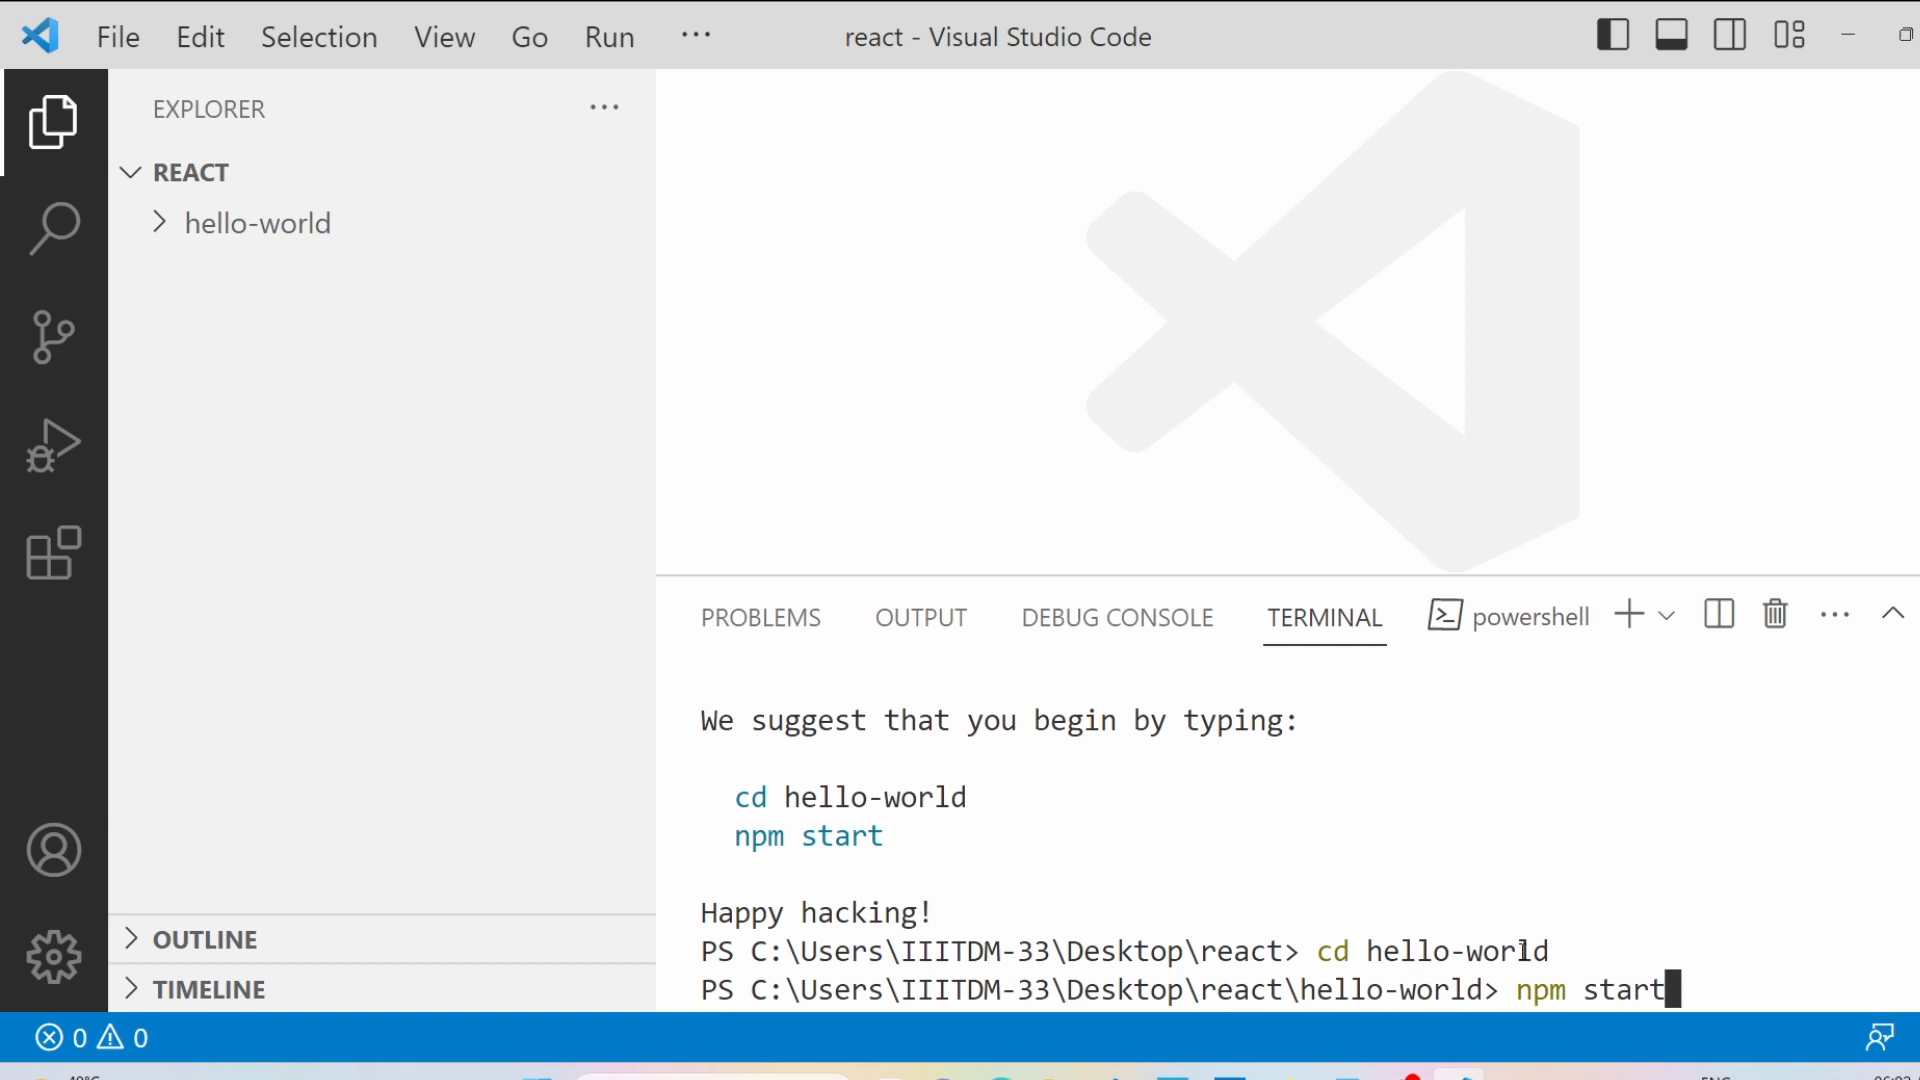 File Edit Selection View Go Run ··· react - Visual Studio Code
EXPLORER ···
REACT
hello-world
OUTLINE
TIMELINE
PROBLEMS OUTPUT DEBUG CONSOLE TERMINAL powershell ···
We suggest that you begin by typing:
cd hello-world
npm start
Happy hacking!
PS C:\Users\IIITDM-33\Desktop\react> cd hello-world
PS C:\Users\IIITDM-33\Desktop\react\hello-world> npm start
0 0